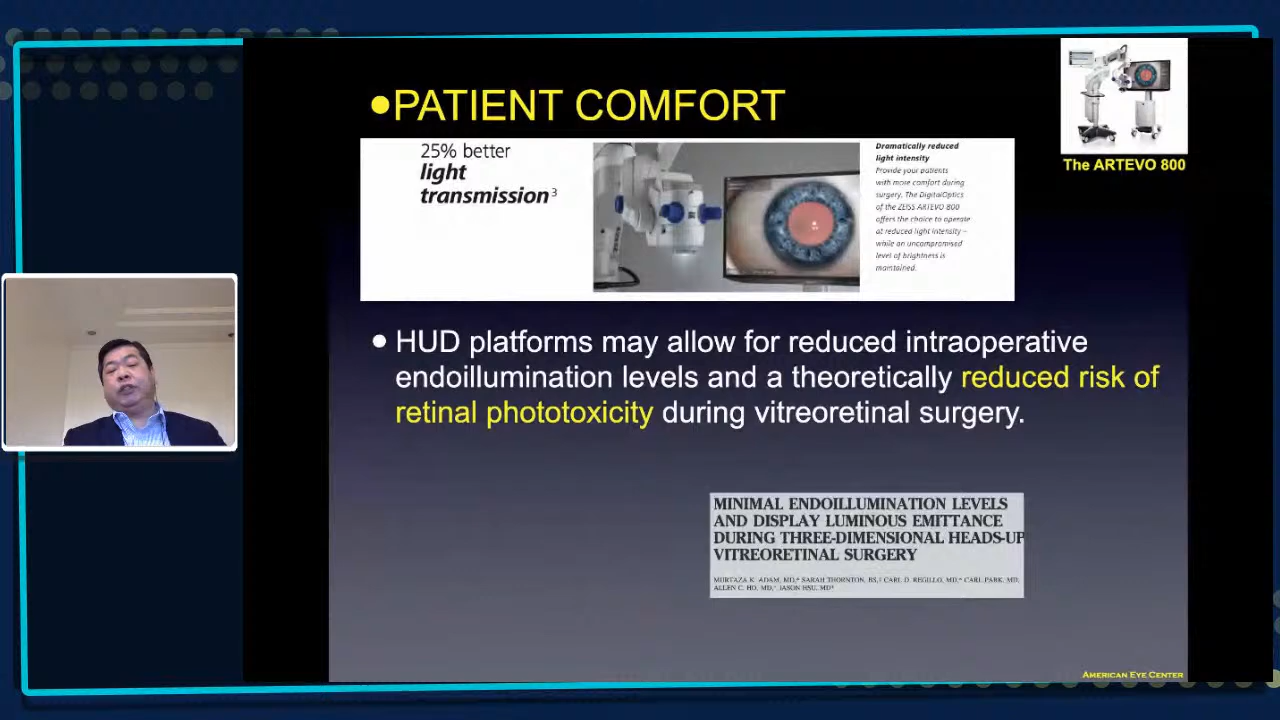 ●PATIENT COMFORT
The ARTEVO 800
25% better
light
transmission³
Dramatically reduced
light intensity
Provide your patients
with more comfort during
surgery. The DigitalOptics
of the ZEISS ARTEVO 800
offers the choice to operate
at reduced light intensity –
while an uncompromised
level of brightness is
maintained.
● HUD platforms may allow for reduced intraoperative
endoillumination levels and a theoretically reduced risk of
retinal phototoxicity during vitreoretinal surgery.
MINIMAL ENDOILLUMINATION LEVELS
AND DISPLAY LUMINOUS EMITTANCE
DURING THREE-DIMENSIONAL HEADS-UP
VITREORETINAL SURGERY
MURTAZA K. ADAM, MD,* SARAH THORNTON, BS,† CARL D. REGILLO, MD,* CARL PARK, MD,
ALLEN C. HO, MD,* JASON HSU, MD*
AMERICAN EYE CENTER